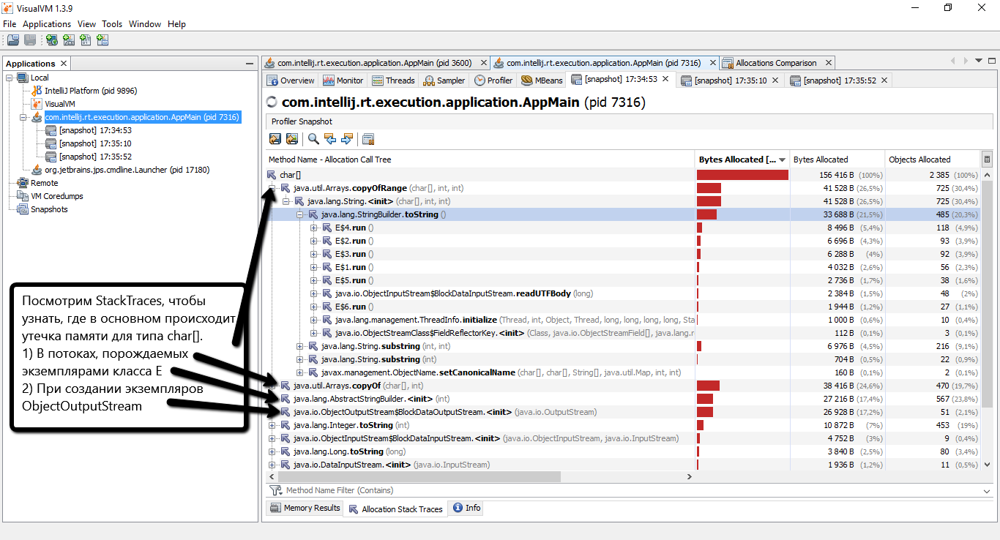 VisualVM 1.3.9
File Applications View Tools Window Help
Applications
Local
IntelliJ Platform (pid 9896)
VisualVM
com.intellij.rt.execution.application.AppMain (pid 7316)
[snapshot] 17:34:53
[snapshot] 17:35:10
[snapshot] 17:35:52
org.jetbrains.jps.cmdline.Launcher (pid 17180)
Remote
VM Coredumps
Snapshots
Посмотрим StackTraces, чтобы
узнать, где в основном происходит
утечка памяти для типа char[].
1) В потоках, порождаемых
экземплярами класса E
2) При создании экземпляров
ObjectOutputStream
com.intellij.rt.execution.application.AppMain (pid 3600) com.intellij.rt.execution.application.AppMain (pid 7316) Allocations Comparison
Overview Monitor Threads Sampler Profiler MBeans [snapshot] 17:34:53 [snapshot] 17:35:10 [snapshot] 17:35:52
com.intellij.rt.execution.application.AppMain (pid 7316)
Profiler Snapshot
Method Name - Allocation Call Tree Bytes Allocated [... Bytes Allocated Objects Allocated
char[] 156 416 B (100%) 2 385 (100%)
java.util.Arrays.copyOfRange (char[], int, int) 41 528 B (26,5%) 725 (30,4%)
java.lang.String.<init> (char[], int, int) 41 528 B (26,5%) 725 (30,4%)
java.lang.StringBuilder.toString () 33 688 B (21,5%) 485 (20,3%)
E$4.run () 8 496 B (5,4%) 118 (4,9%)
E$2.run () 6 696 B (4,3%) 93 (3,9%)
E$3.run () 6 288 B (4%) 92 (3,9%)
E$1.run () 4 032 B (2,6%) 56 (2,3%)
E$5.run () 2 736 B (1,7%) 38 (1,6%)
java.io.ObjectInputStream$BlockDataInputStream.readUTFBody (long) 2 384 B (1,5%) 48 (2%)
E$6.run () 1 944 B (1,2%) 27 (1,1%)
java.lang.management.ThreadInfo.initialize (Thread, int, Object, Thread, long, long, long, long, Sta 1 000 B (0,6%) 10 (0,4%)
java.io.ObjectStreamClass$FieldReflectorKey.<init> (Class, java.io.ObjectStreamField[], java.lang.r 112 B (0,1%) 3 (0,1%)
java.lang.String.substring (int, int) 6 976 B (4,5%) 216 (9,1%)
java.lang.String.substring (int) 704 B (0,5%) 22 (0,9%)
javax.management.ObjectName.setCanonicalName (char[], char[], String[], java.util.Map, int, int) 160 B (0,1%) 2 (0,1%)
java.util.Arrays.copyOf (char[], int) 38 416 B (24,6%) 470 (19,7%)
java.lang.AbstractStringBuilder.<init> (int) 27 216 B (17,4%) 567 (23,8%)
java.io.ObjectOutputStream$BlockDataOutputStream.<init> (java.io.OutputStream) 26 928 B (17,2%) 51 (2,1%)
java.lang.Integer.toString (int) 10 872 B (7%) 453 (19%)
java.io.ObjectInputStream$BlockDataInputStream.<init> (java.io.ObjectInputStream, java.io.InputStream) 4 752 B (3%) 9 (0,4%)
java.lang.Long.toString (long) 3 840 B (2,5%) 80 (3,4%)
java.io.DataInputStream.<init> (java.io.InputStream) 1 936 B (1,2%) 11 (0,5%)
Method Name Filter (Contains)
Memory Results Allocation Stack Traces Info